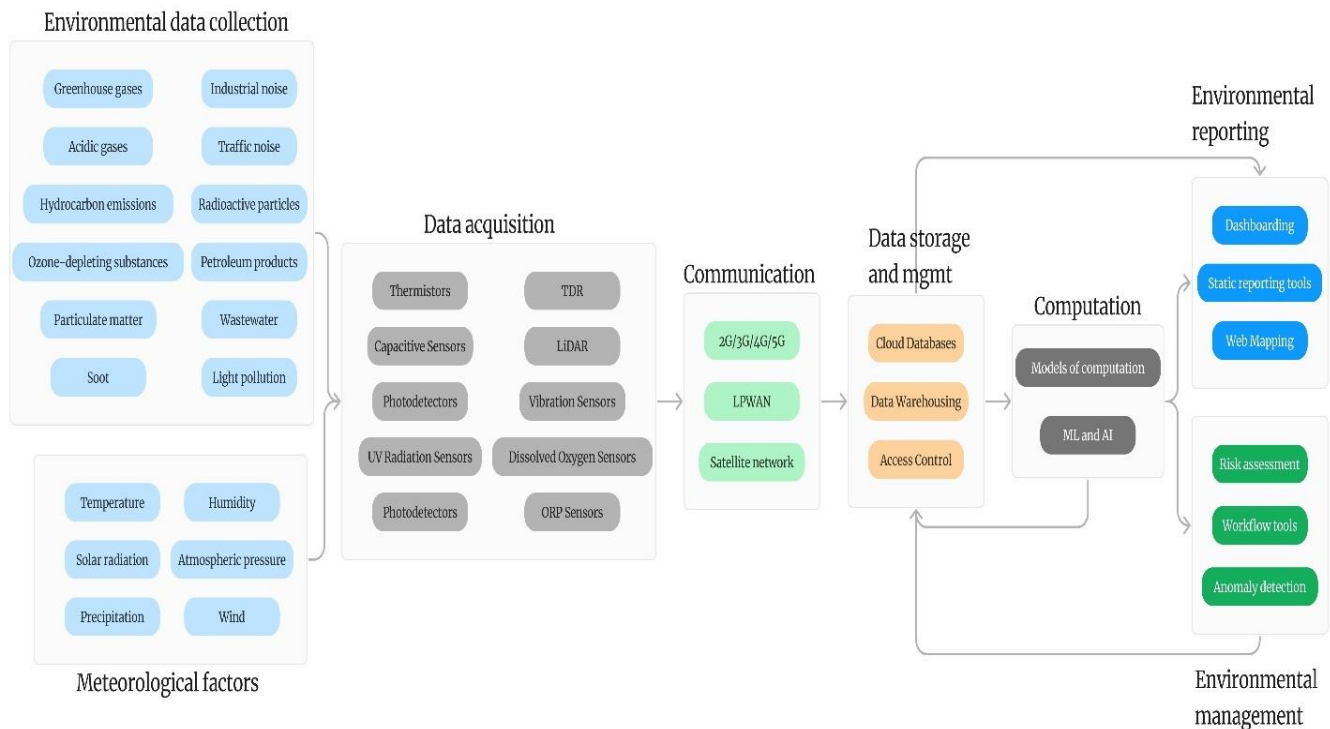 Environmental data collection
Greenhouse gases
Industrial noise
Acidic gases
Traffic noise
Hydrocarbon emissions
Radioactive particles
Ozone-depleting substances
Petroleum products
Particulate matter
Wastewater
Soot
Light pollution
Temperature
Humidity
Solar radiation
Atmospheric pressure
Precipitation
Wind
Meteorological factors
Data acquisition
Thermistors
TDR
Capacitive Sensors
LiDAR
Photodetectors
Vibration Sensors
UV Radiation Sensors
Dissolved Oxygen Sensors
Photodetectors
ORP Sensors
Communication
2G/3G/4G/5G
LPWAN
Satellite network
Data storage
and mgmt
Cloud Databases
Data Warehousing
Access Control
Computation
Models of computation
ML and AI
Environmental
reporting
Dashboarding
Static reporting tools
Web Mapping
Risk assessment
Workflow tools
Anomaly detection
Environmental
management